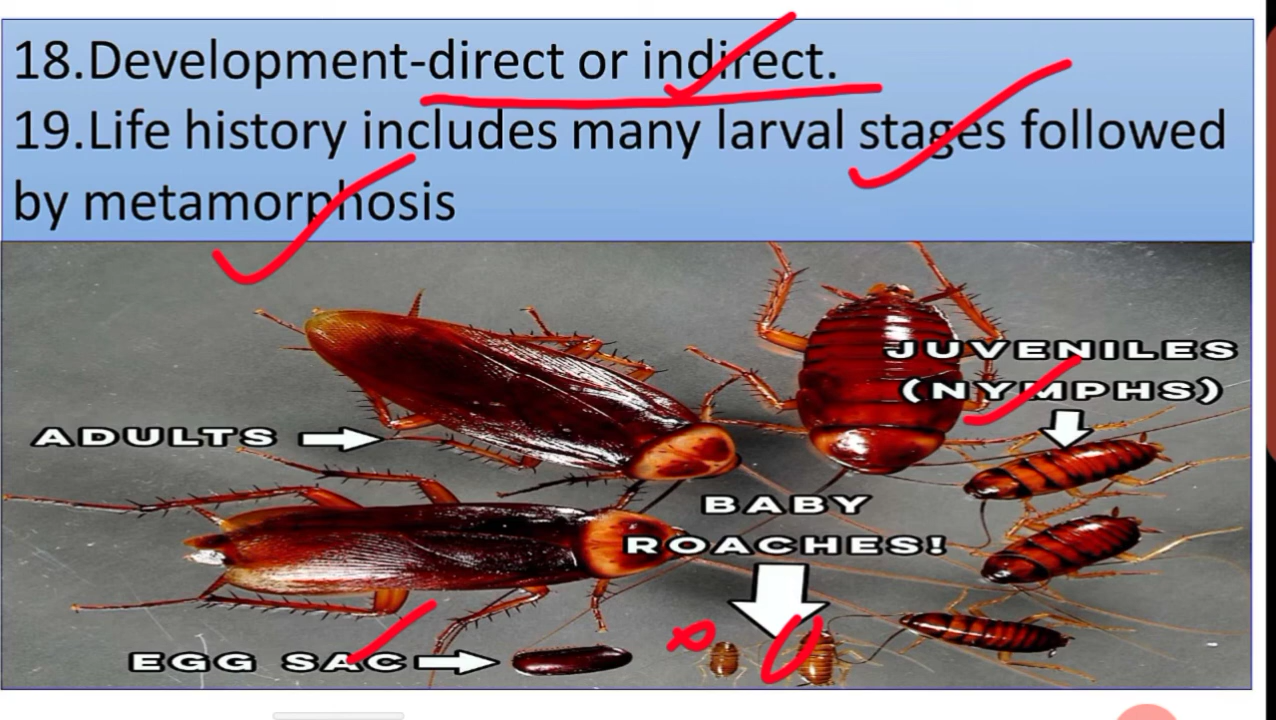 18.Development-direct or indirect.
19.Life history includes many larval stages followed
by metamorphosis
JUVENILES
(NYMPHS)
ADULTS
BABY
ROACHES!
EGG SAC